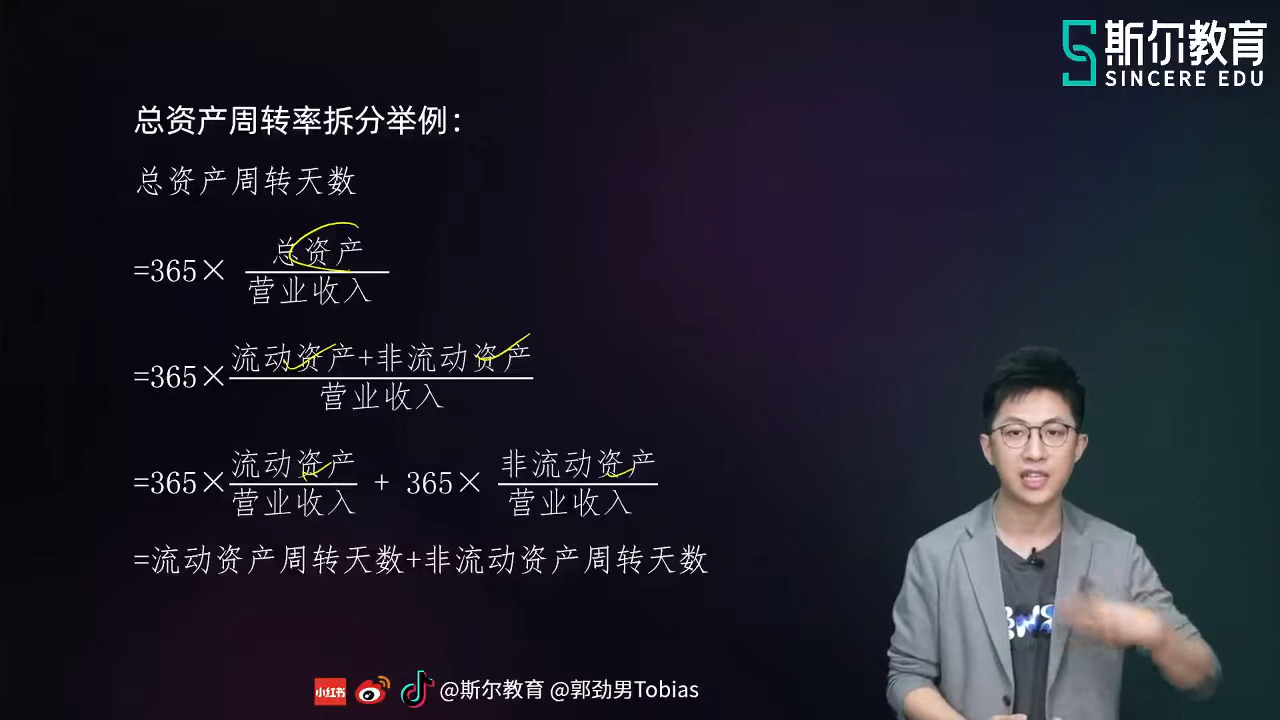 斯尔教育
SINCERE EDU
总资产周转率拆分举例：
总资产周转天数
=365× 总资产
营业收入
=365× 流动资产+非流动资产
营业收入
=365× 流动资产 + 365× 非流动资产
营业收入 营业收入
=流动资产周转天数+非流动资产周转天数
小红书 @斯尔教育 @郭劲男Tobias